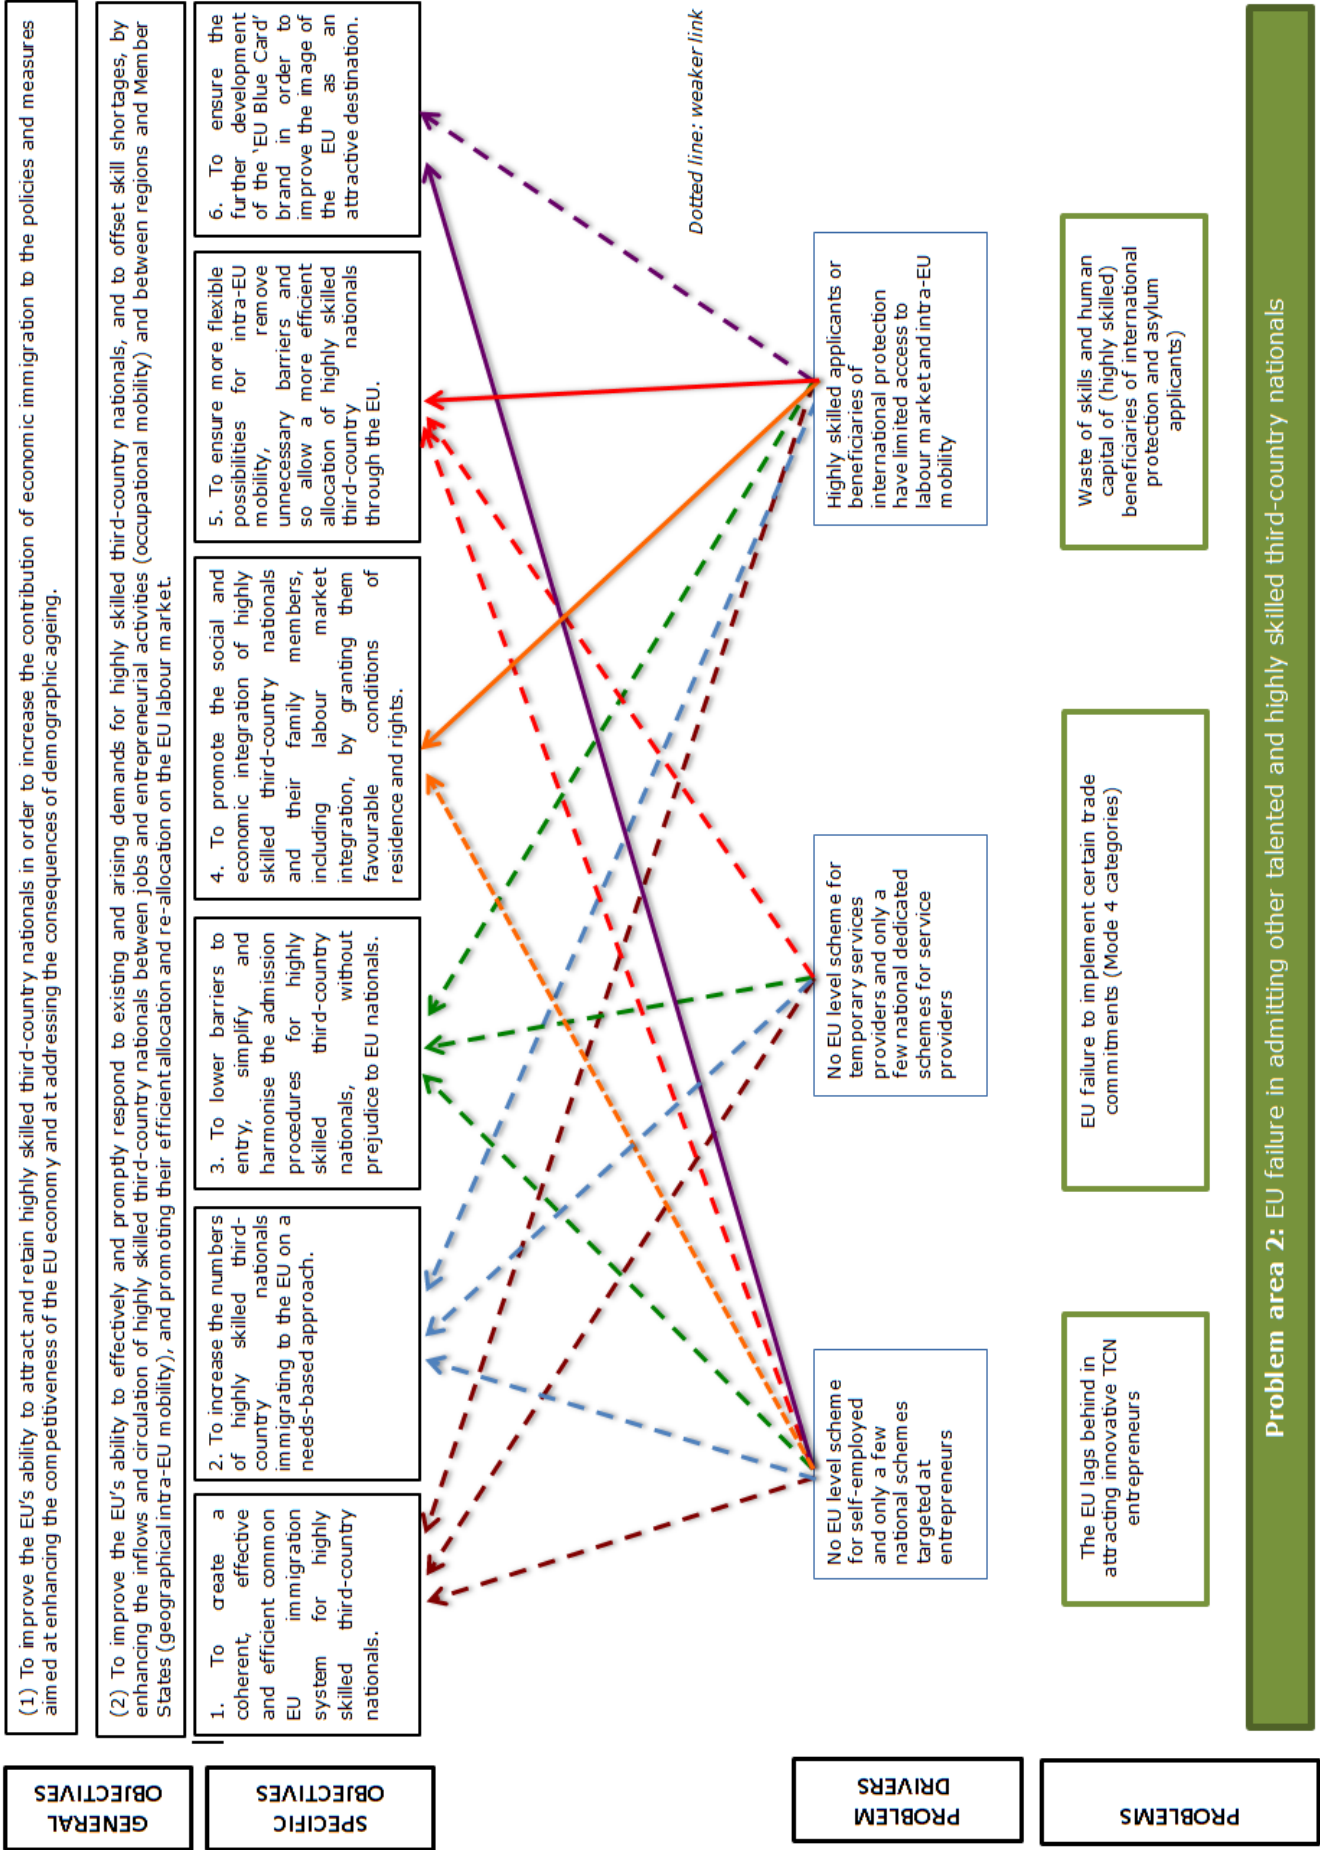 GENERAL
OBJECTIVES
(1) To improve the EU's ability to attract and retain highly skilled third-country nationals in order to increase the contribution of economic immigration to the policies and measures
aimed at enhancing the competitiveness of the EU economy and at addressing the consequences of demographic ageing.
(2) To improve the EU's ability to effectively and promptly respond to existing and arising demands for highly skilled third-country nationals, and to offset skill shortages, by
enhancing the inflows and circulation of highly skilled third-country nationals between jobs and entrepreneurial activities (occupational mobility) and between regions and Member
States (geographical intra-EU mobility), and promoting their efficient allocation and re-allocation on the EU labour market.
SPECIFIC
OBJECTIVES
1. To create a
coherent, effective
and efficient common
EU immigration
system for highly
skilled third-country
nationals.
2. To increase the numbers
of highly skilled third-
country nationals
immigrating to the EU on a
needs-based approach.
3. To lower barriers to
entry, simplify and
harmonise the admission
procedures for highly
skilled third-country
nationals, without
prejudice to EU nationals.
4. To promote the social and
economic integration of highly
skilled third-country nationals
and their family members,
including labour market
integration, by granting them
favourable conditions of
residence and rights.
5. To ensure more flexible
possibilities for intra-EU
mobility, remove
unnecessary barriers and
so allow a more efficient
allocation of highly skilled
third-country nationals
through the EU.
6. To ensure the
further development
of the 'EU Blue Card'
brand in order to
improve the image of
the EU as an
attractive destination.
Dotted line: weaker link
PROBLEM
DRIVERS
No EU level scheme
for self-employed
and only a few
national schemes
targeted at
entrepreneurs
No EU level scheme for
temporary services
providers and only a
few national dedicated
schemes for service
providers
Highly skilled applicants or
beneficiaries of
international protection
have limited access to
labour market and intra-EU
mobility
PROBLEMS
The EU lags behind in
attracting innovative TCN
entrepreneurs
EU failure to implement certain trade
commitments (Mode 4 categories)
Waste of skills and human
capital of (highly skilled)
beneficiaries of international
protection and asylum
applicants)
Problem area 2: EU failure in admitting other talented and highly skilled third-country nationals